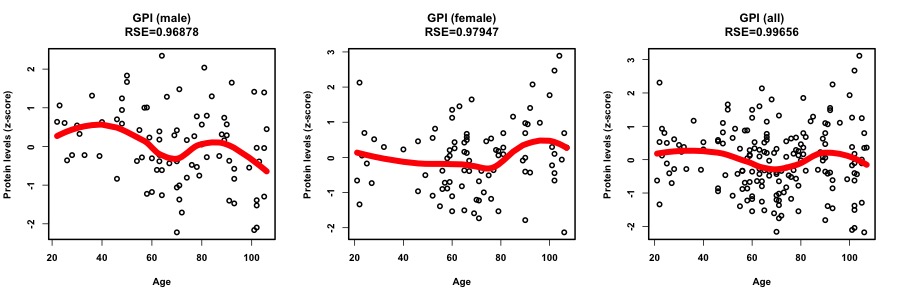 GPI (male)
RSE=0.96878
Protein levels (z-score)
2
1
0
-1
-2
20
40
60
80
100
Age
GPI (female)
RSE=0.97947
Protein levels (z-score)
3
2
1
0
-1
-2
20
40
60
80
100
Age
GPI (all)
RSE=0.99656
Protein levels (z-score)
3
2
1
0
-1
-2
20
40
60
80
100
Age